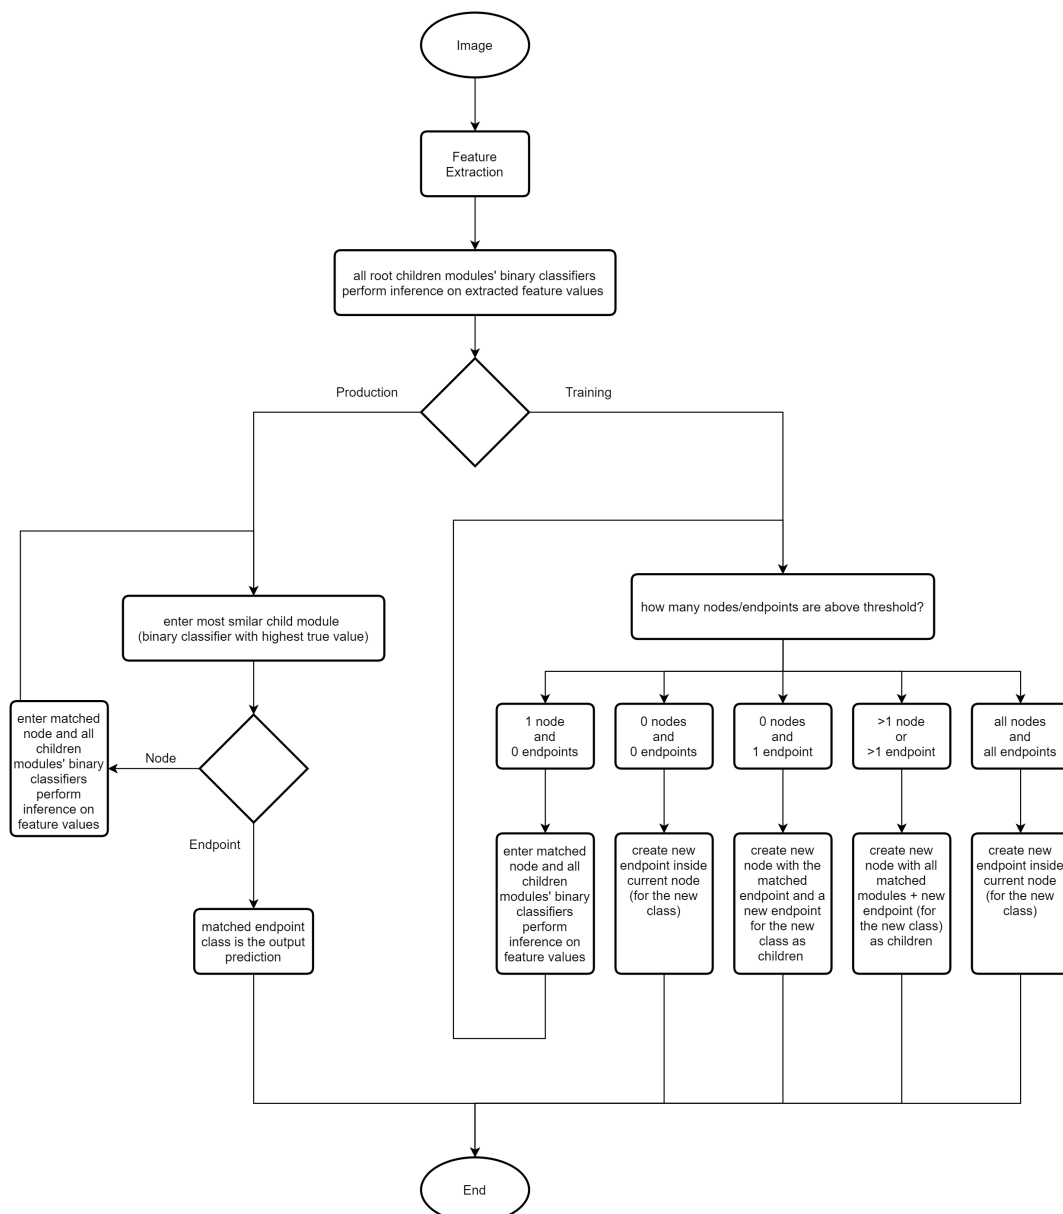 Image
Feature
Extraction
all root children modules' binary classifiers
perform inference on extracted feature values
Production
Training
how many nodes/endpoints are above threshold?
enter most smilar child module
(binary classifier with highest true value)
enter matched
node and all
children
modules' binary
classifiers
perform
inference on
feature values
Node
Endpoint
matched endpoint
class is the output
prediction
1 node
and
0 endpoints
0 nodes
and
0 endpoints
0 nodes
and
1 endpoint
>1 node
or
>1 endpoint
all nodes
and
all endpoints
enter matched
node and all
children
modules' binary
classifiers
perform
inference on
feature values
create new
endpoint inside
current node
(for the new
class)
create new
node with the
matched
endpoint and a
new endpoint
for the new
class as
children
create new
node with all
matched
modules + new
endpoint (for
the new class)
as children
create new
endpoint inside
current node
(for the new
class)
End